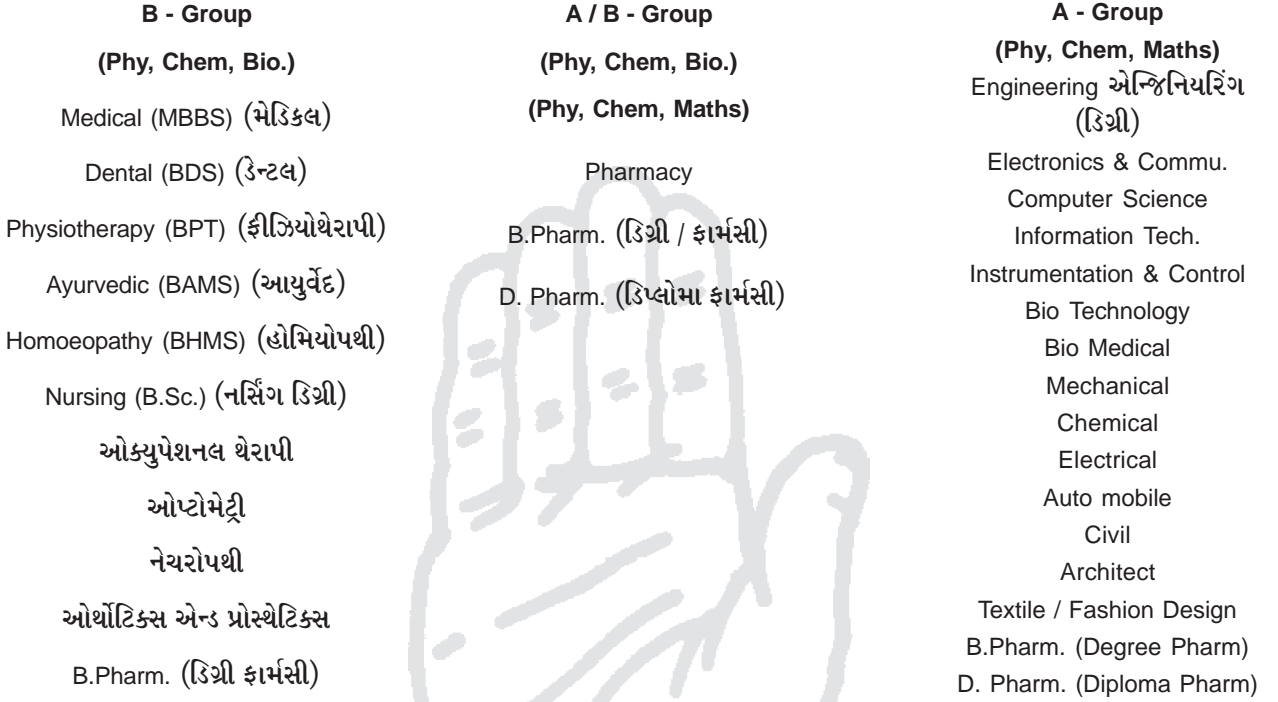 B - Group
(Phy, Chem, Bio.)
Medical (MBBS) (મેડિકલ)
Dental (BDS) (ડેન્ટલ)
Physiotherapy (BPT) (ફીઝિયોથેરાપી)
Ayurvedic (BAMS) (આયુર્વેદ)
Homoeopathy (BHMS) (હોમિયોપથી)
Nursing (B.Sc.) (નર્સિંગ ડિગ્રી)
ઓક્યુપેશનલ થેરાપી
ઓપ્ટોમેટ્રી
નેચરોપથી
ઓર્થોટિક્સ એન્ડ પ્રોસ્થેટિક્સ
B.Pharm. (ડિગ્રી ફાર્મસી)
A / B - Group
(Phy, Chem, Bio.)
(Phy, Chem, Maths)
Pharmacy
B.Pharm. (ડિગ્રી / ફાર્મસી)
D. Pharm. (ડિપ્લોમા ફાર્મસી)
A - Group
(Phy, Chem, Maths)
Engineering એન્જિનિયરિંગ
(ડિગ્રી)
Electronics & Commu.
Computer Science
Information Tech.
Instrumentation & Control
Bio Technology
Bio Medical
Mechanical
Chemical
Electrical
Auto mobile
Civil
Architect
Textile / Fashion Design
B.Pharm. (Degree Pharm)
D. Pharm. (Diploma Pharm)